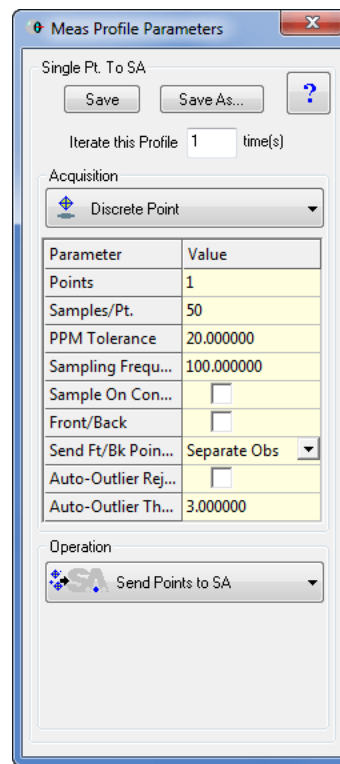 Meas Profile Parameters
Single Pt. To SA
Save Save As... ?
Iterate this Profile 1 time(s)
Acquisition
Discrete Point
Parameter Value
Points 1
Samples/Pt. 50
PPM Tolerance 20.000000
Sampling Frequ... 100.000000
Sample On Con...
Front/Back
Send Ft/Bk Poin... Separate Obs
Auto-Outlier Rej...
Auto-Outlier Th... 3.000000
Operation
SA Send Points to SA